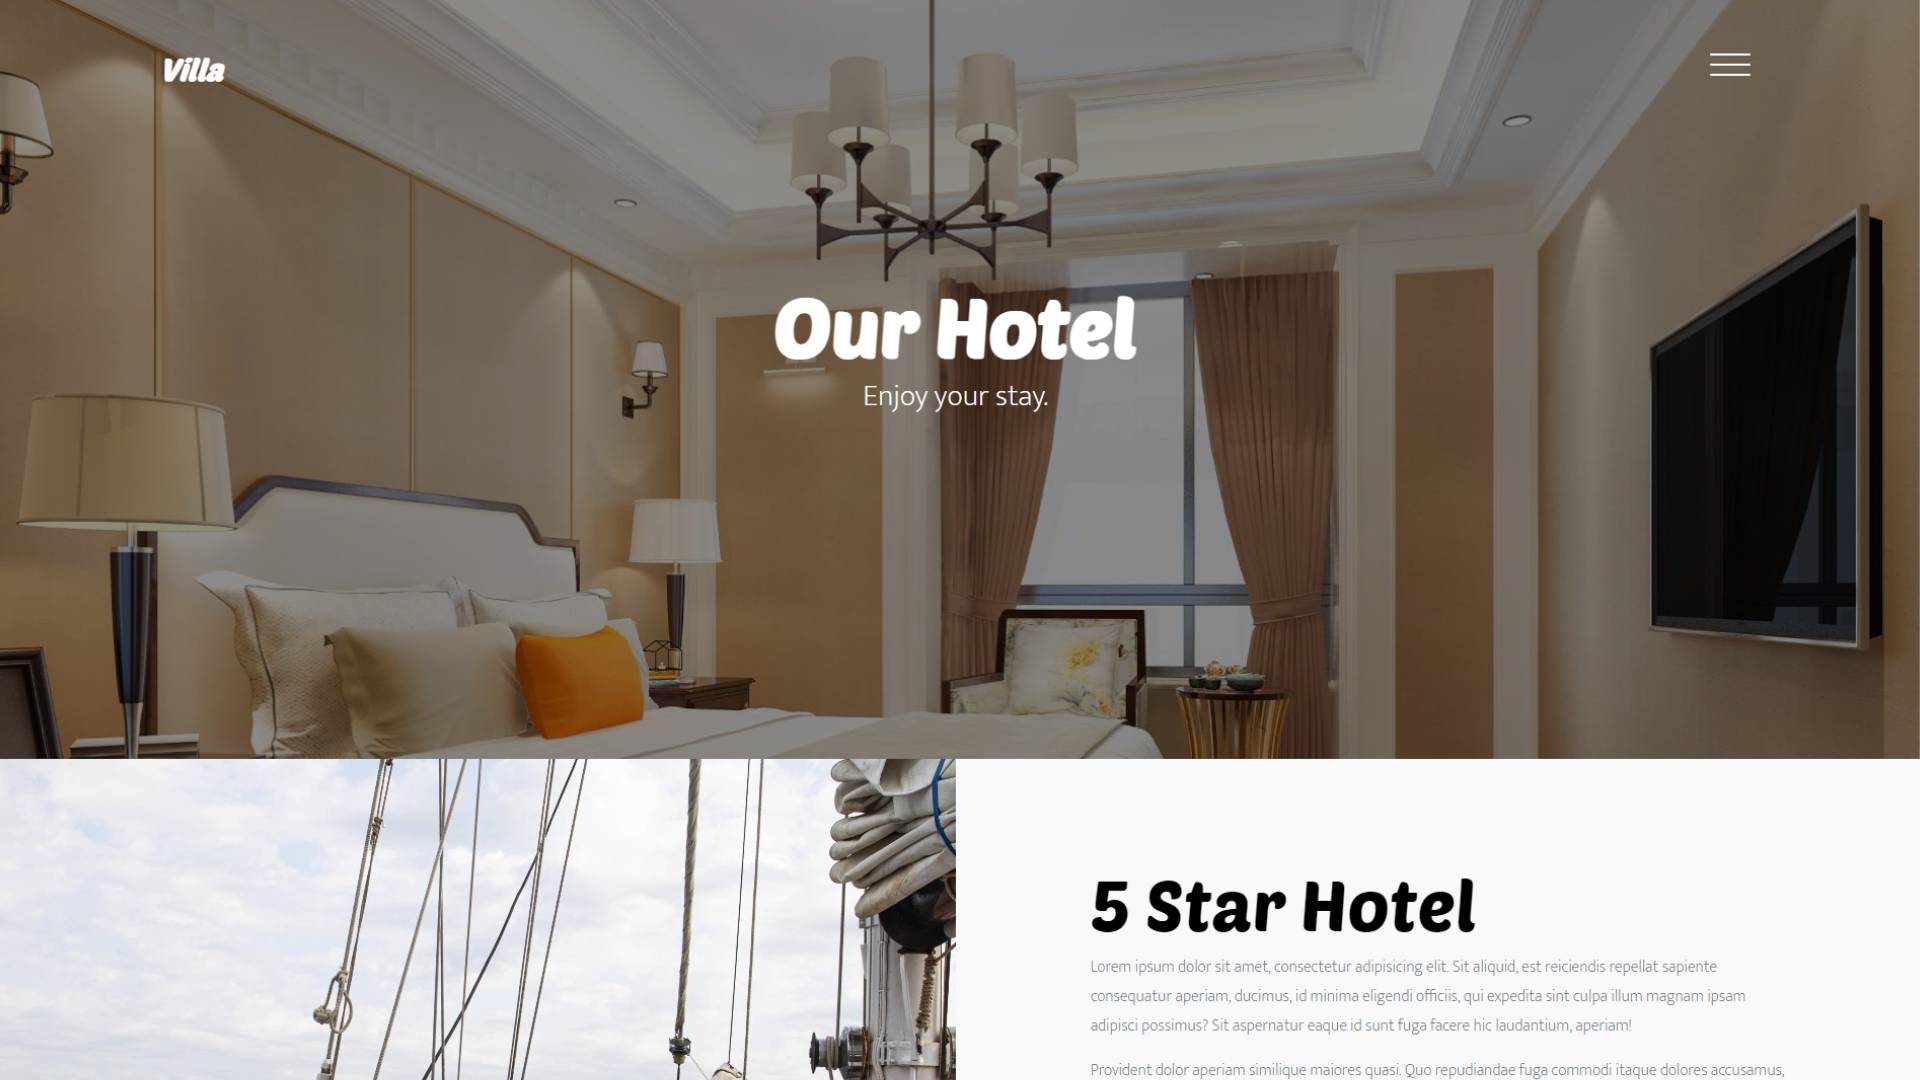 Villa
Our Hotel
Enjoy your stay.
5 Star Hotel
Lorem ipsum dolor sit amet, consectetur adipisicing elit. Sit aliquid, est reiciendis repellat sapiente
consequatur aperiam, ducimus, id minima eligendi officiis, qui expedita sint culpa illum magnam ipsam
adipisci possimus? Sit aspernatur eaque id sunt fuga facere hic laudantium, aperiam!
Provident dolor aperiam similique maiores quasi. Quo repudiandae fuga commodi itaque dolores accusamus,